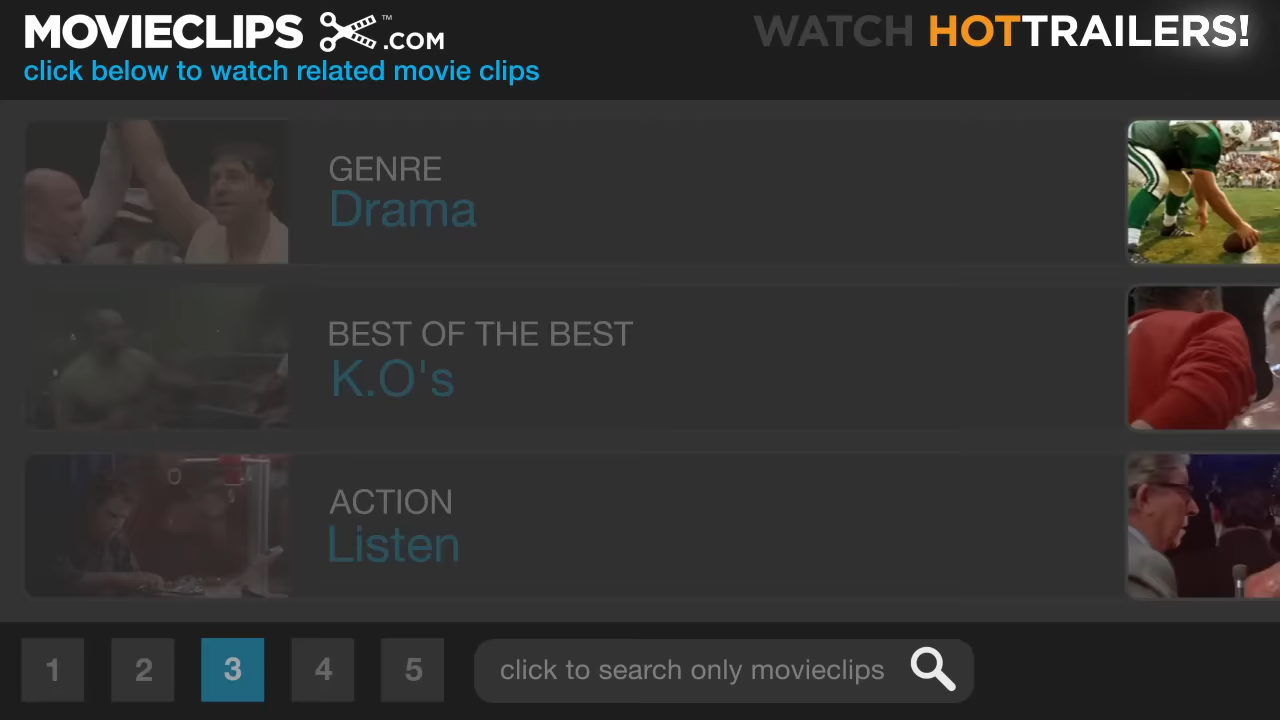 MOVIECLIPS™.COM
WATCH HOTTRAILERS!
click below to watch related movie clips
GENRE
Drama
BEST OF THE BEST
K.O's
ACTION
Listen
1 2 3 4 5
click to search only movieclips